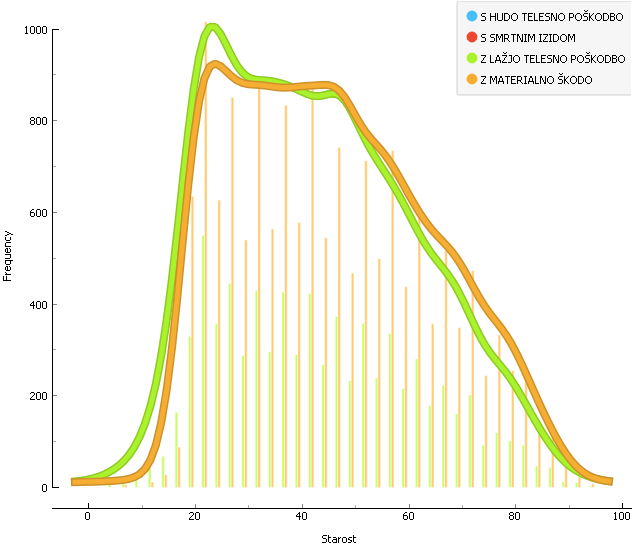 S HUDO TELESNO POŠKODBO
S SMRTNIM IZIDOM
Z LAŽJO TELESNO POŠKODBO
Z MATERIALNO ŠKODO
1000
800
600
400
200
0
Frequency
0 20 40 60 80 100
Starost